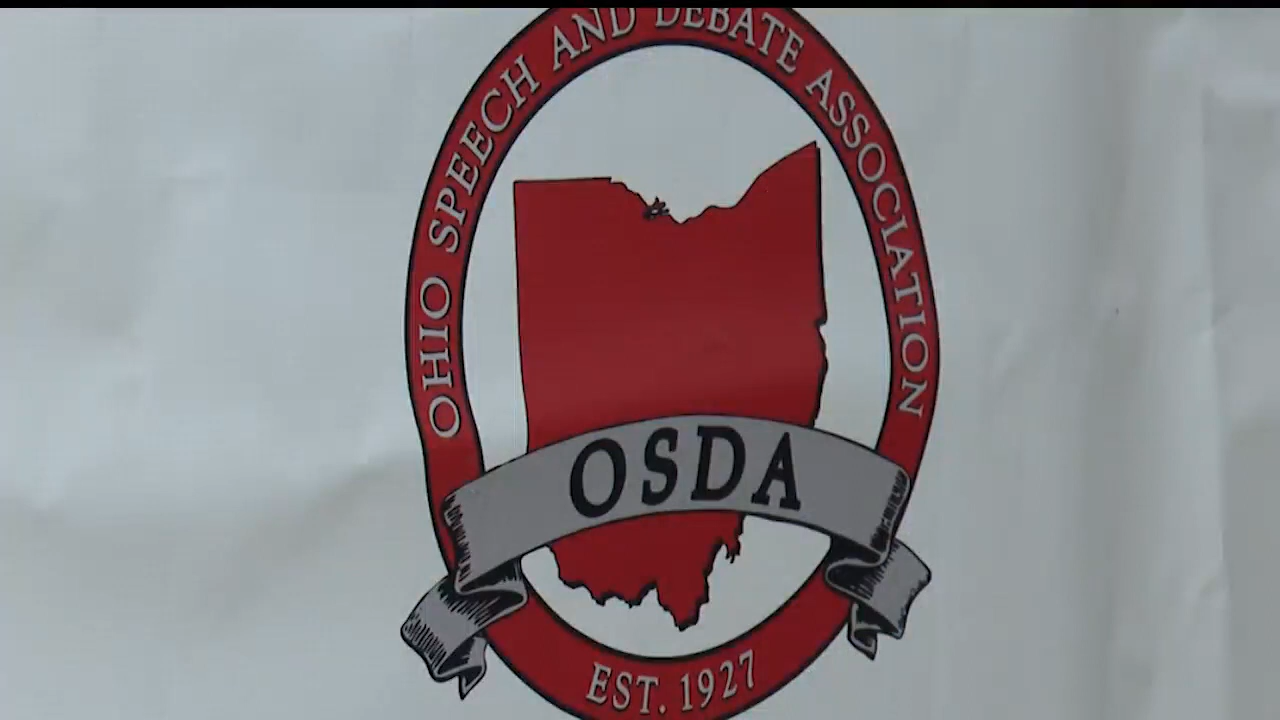 OHIO SPEECH AND DEBATE ASSOCIATION
OSDA
EST. 1927